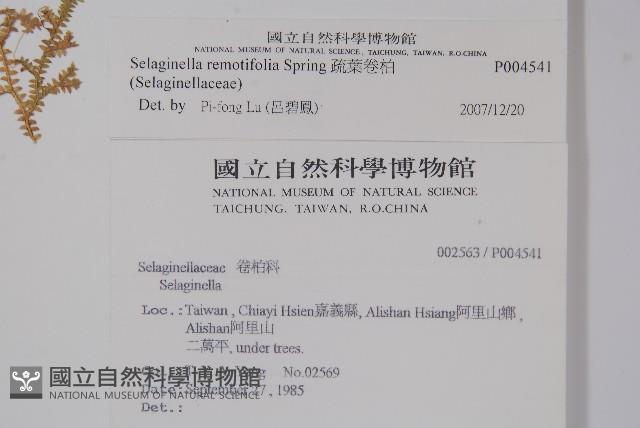 國立自然科學博物館
NATIONAL MUSEUM OF NATURAL SCIENCE, TAICHUNG, TAIWAN, R.O.CHINA
Selaginella remotifolia Spring 疏葉卷柏 P004541
(Selaginellaceae)
Det. by Pi-fong Lu (呂碧鳳) 2007/12/20
國立自然科學博物館
NATIONAL MUSEUM OF NATURAL SCIENCE
TAICHUNG, TAIWAN, R.O.CHINA
002563 / P004541
Selaginellaceae 卷柏科
Selaginella
Loc.: Taiwan , Chiayi Hsien嘉義縣, Alishan Hsiang阿里山鄉 ,
Alishan阿里山
二萬平, under trees.
No.02569
Date: September 27, 1985
Det.:
國立自然科學博物館
NATIONAL MUSEUM OF NATURAL SCIENCE